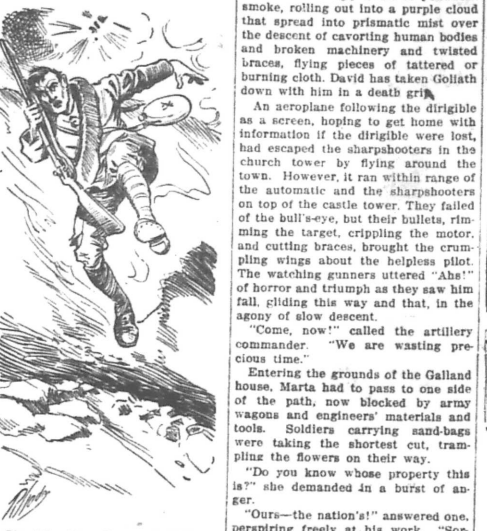 smoke, rolling out into a purple cloud
that spread into prismatic mist over
the descent of cavorting human bodies
and broken machinery and twisted
braces, flying pieces of tattered or
burning cloth. David has taken Goliath
down with him in a death grip.
An aeroplane following the dirigible
as a screen, hoping to get home with
information if the dirigible were lost,
had escaped the sharpshooters in the
church tower by flying around the
town. However, it ran within range of
the automatic and the sharpshooters
on top of the castle tower. They failed
of the bull's-eye, but their bullets, rim-
ming the target, crippling the motor,
and cutting braces, brought the crum-
pling wings about the helpless pilot.
The watching gunners uttered "Ahs!"
of horror and triumph as they saw him
fall, gliding this way and that, in the
agony of slow descent.
"Come, now!" called the artillery
commander. "We are wasting pre-
cious time."
Entering the grounds of the Galland
house, Marta had to pass to one side
of the path, now blocked by army
wagons and engineers' materials and
tools. Soldiers carrying sand-bags
were taking the shortest cut, tram-
pling the flowers on their way.
"Do you know whose property this
is?" she demanded in a burst of an-
ger.
"Ours—the nation's!" answered one,
perspiring freely at his work.